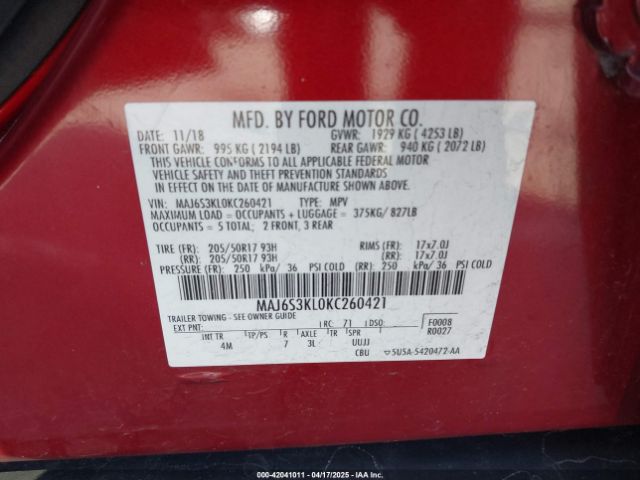 MFD. BY FORD MOTOR CO.
DATE: 11/18 GVWR: 1929 KG ( 4253 LB)
FRONT GAWR: 995 KG ( 2194 LB) REAR GAWR: 940 KG ( 2072 LB)
THIS VEHICLE CONFORMS TO ALL APPLICABLE FEDERAL MOTOR
VEHICLE SAFETY AND THEFT PREVENTION STANDARDS
IN EFFECT ON THE DATE OF MANUFACTURE SHOWN ABOVE.
VIN: MAJ6S3KL0KC260421 TYPE: MPV
MAXIMUM LOAD = OCCUPANTS + LUGGAGE = 375KG/ 827LB
OCCUPANTS = 5 TOTAL; 2 FRONT, 3 REAR
TIRE (FR): 205/50R17 93H RIMS (FR): 17x7.0J
(RR): 205/50R17 93H (RR): 17x7.0J
PRESSURE (FR): 250 kPa/ 36 PSI COLD (RR): 250 kPa/ 36 PSI COLD
MAJ6S3KL0KC260421
TRAILER TOWING - SEE OWNER GUIDE
EXT PNT: RC: 71 DSO: F0008
R0027
INT TR TP/PS R AXLE TR SPR
4M 7 3L UUJJ
CBU 5U5A-5420472-AA
000-42041011 - 04/17/2025 - COPYRIGHT IAA, LLC